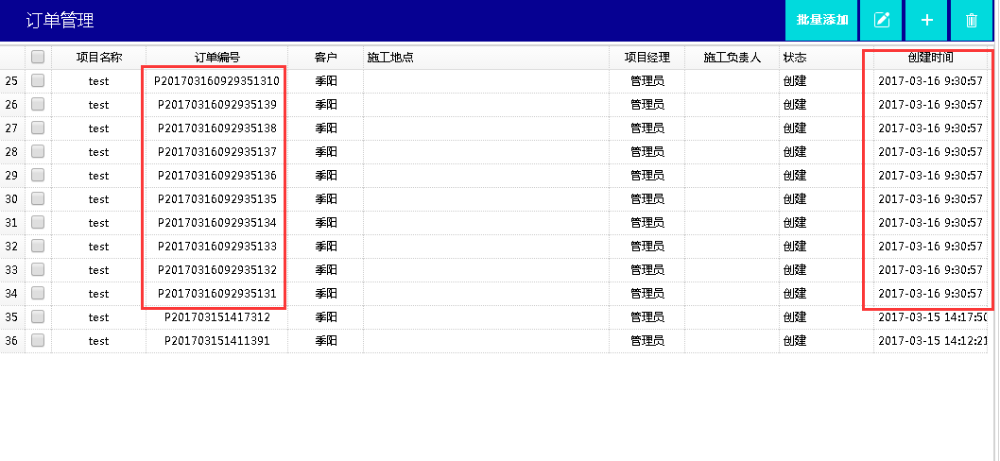 订单管理 批量添加
项目名称 订单编号 客户 施工地点 项目经理 施工负责人 状态 创建时间
25 test P201703160929351310 季阳 管理员 创建 2017-03-16 9:30:57
26 test P20170316092935139 季阳 管理员 创建 2017-03-16 9:30:57
27 test P20170316092935138 季阳 管理员 创建 2017-03-16 9:30:57
28 test P20170316092935137 季阳 管理员 创建 2017-03-16 9:30:57
29 test P20170316092935136 季阳 管理员 创建 2017-03-16 9:30:57
30 test P20170316092935135 季阳 管理员 创建 2017-03-16 9:30:57
31 test P20170316092935134 季阳 管理员 创建 2017-03-16 9:30:57
32 test P20170316092935133 季阳 管理员 创建 2017-03-16 9:30:57
33 test P20170316092935132 季阳 管理员 创建 2017-03-16 9:30:57
34 test P20170316092935131 季阳 管理员 创建 2017-03-16 9:30:57
35 test P201703151417312 季阳 管理员 创建 2017-03-15 14:17:50
36 test P201703151411391 季阳 管理员 创建 2017-03-15 14:12:21